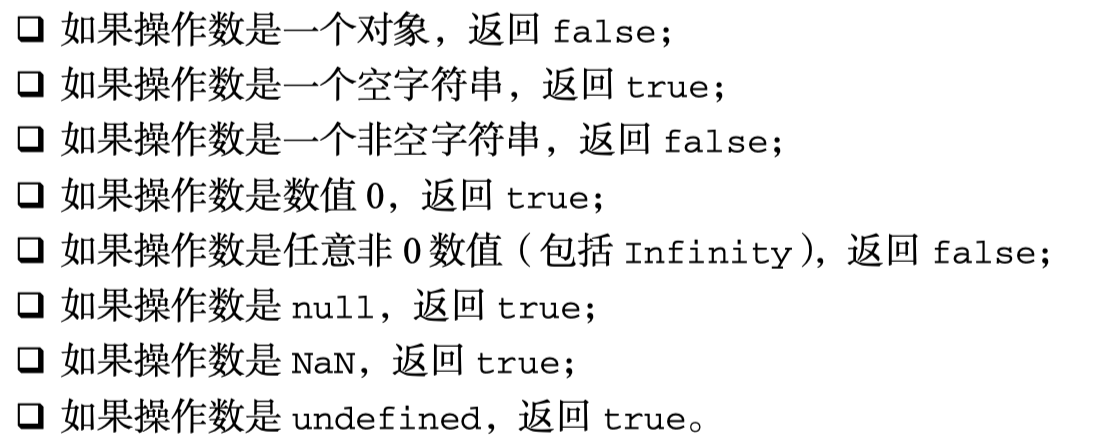 ❑ 如果操作数是一个对象，返回 false；
❑ 如果操作数是一个空字符串，返回 true；
❑ 如果操作数是一个非空字符串，返回 false；
❑ 如果操作数是数值 0，返回 true；
❑ 如果操作数是任意非 0 数值（包括 Infinity），返回 false；
❑ 如果操作数是 null，返回 true；
❑ 如果操作数是 NaN，返回 true；
❑ 如果操作数是 undefined，返回 true。